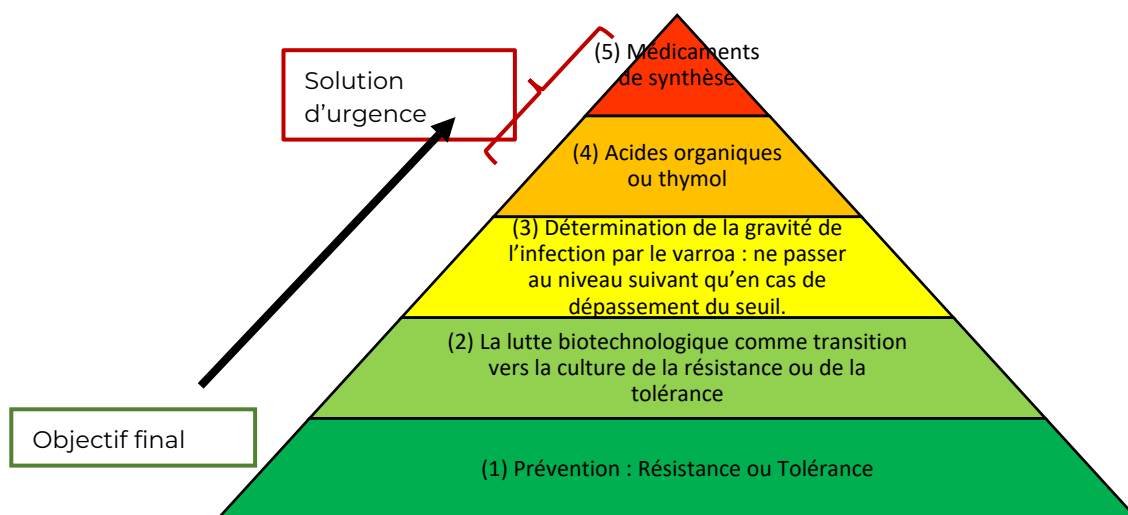 (5) Médicaments
de synthèse
Solution
d’urgence
(4) Acides organiques
ou thymol
(3) Détermination de la gravité de
l’infection par le varroa : ne passer
au niveau suivant qu’en cas de
dépassement du seuil.
(2) La lutte biotechnologique comme transition
vers la culture de la résistance ou de la
tolérance
Objectif final
(1) Prévention : Résistance ou Tolérance